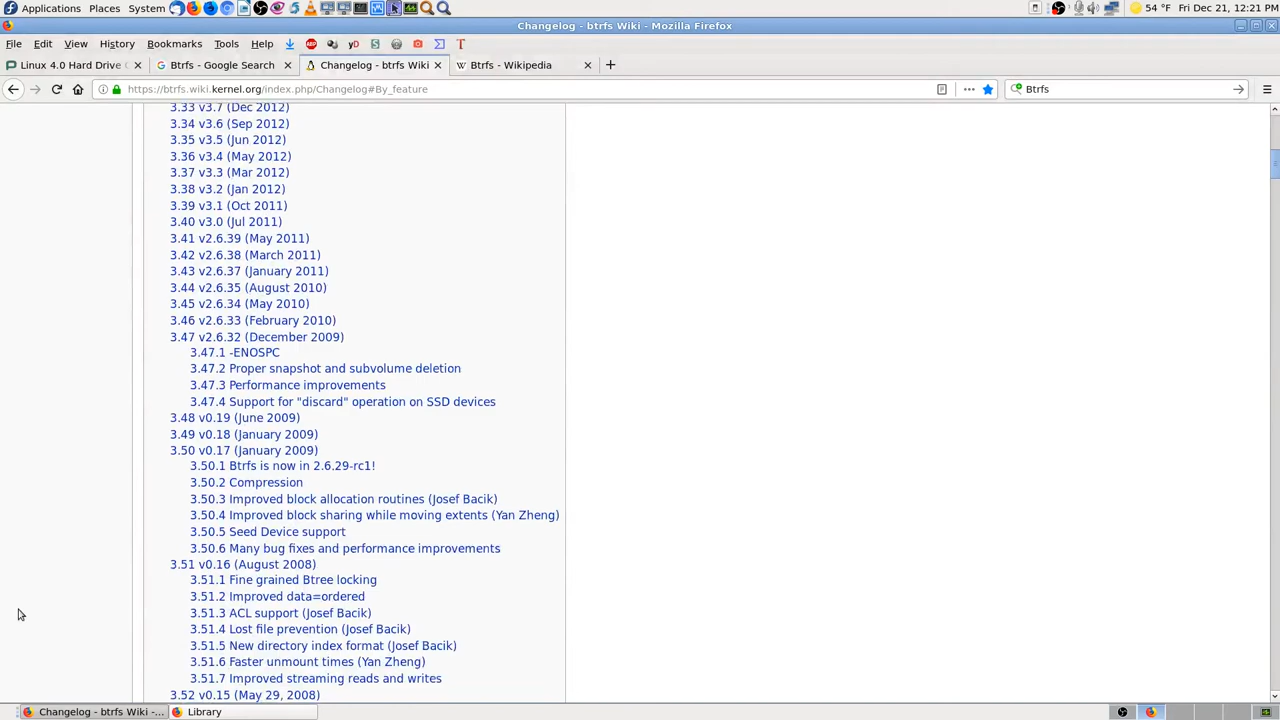 Applications Places System 54 °F Fri Dec 21, 12:21 PM
Changelog - btrfs Wiki - Mozilla Firefox
File Edit View History Bookmarks Tools Help
Linux 4.0 Hard Drive Btrfs - Google Search Changelog - btrfs Wiki Btrfs - Wikipedia
https://btrfs.wiki.kernel.org/index.php/Changelog#By_feature Btrfs
3.33 v3.7 (Dec 2012)
3.34 v3.6 (Sep 2012)
3.35 v3.5 (Jun 2012)
3.36 v3.4 (May 2012)
3.37 v3.3 (Mar 2012)
3.38 v3.2 (Jan 2012)
3.39 v3.1 (Oct 2011)
3.40 v3.0 (Jul 2011)
3.41 v2.6.39 (May 2011)
3.42 v2.6.38 (March 2011)
3.43 v2.6.37 (January 2011)
3.44 v2.6.35 (August 2010)
3.45 v2.6.34 (May 2010)
3.46 v2.6.33 (February 2010)
3.47 v2.6.32 (December 2009)
3.47.1 -ENOSPC
3.47.2 Proper snapshot and subvolume deletion
3.47.3 Performance improvements
3.47.4 Support for "discard" operation on SSD devices
3.48 v0.19 (June 2009)
3.49 v0.18 (January 2009)
3.50 v0.17 (January 2009)
3.50.1 Btrfs is now in 2.6.29-rc1!
3.50.2 Compression
3.50.3 Improved block allocation routines (Josef Bacik)
3.50.4 Improved block sharing while moving extents (Yan Zheng)
3.50.5 Seed Device support
3.50.6 Many bug fixes and performance improvements
3.51 v0.16 (August 2008)
3.51.1 Fine grained Btree locking
3.51.2 Improved data=ordered
3.51.3 ACL support (Josef Bacik)
3.51.4 Lost file prevention (Josef Bacik)
3.51.5 New directory index format (Josef Bacik)
3.51.6 Faster unmount times (Yan Zheng)
3.51.7 Improved streaming reads and writes
3.52 v0.15 (May 29, 2008)
Changelog - btrfs Wiki -... Library